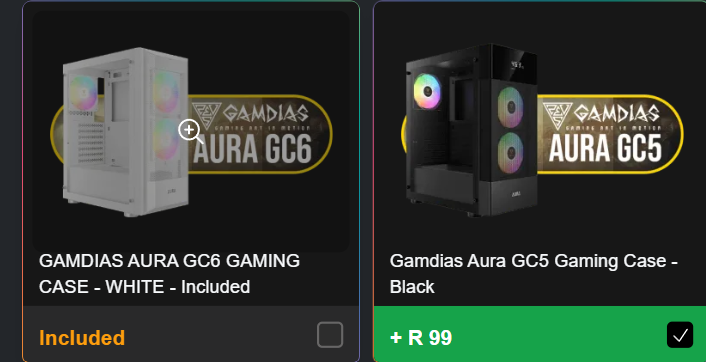 GAMDIAS
GAMING ART IN MOTION
AURA GC6
GAMDIAS AURA GC6 GAMING
CASE - WHITE - Included
Included
GAMDIAS
GAMING ART IN MOTION
AURA GC5
Gamdias Aura GC5 Gaming Case -
Black
+ R 99